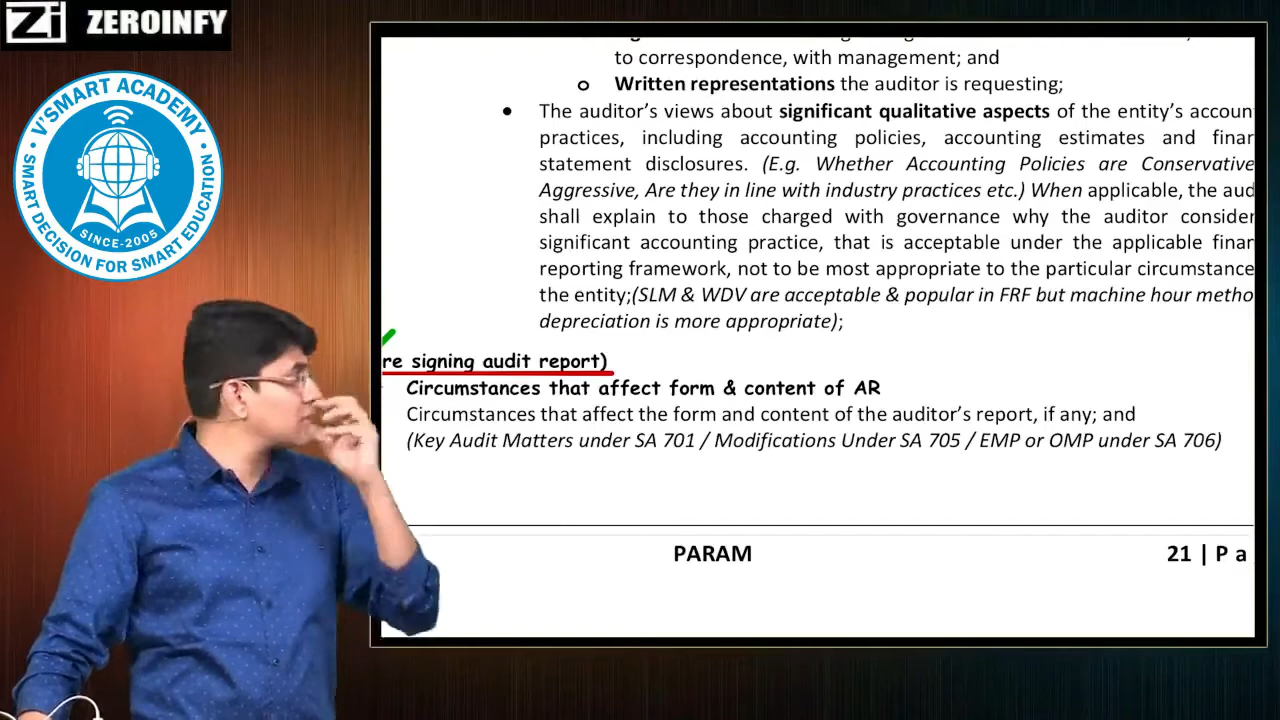 Zi ZEROINFY
V'SMART ACADEMY
SINCE-2005
SMART DECISION FOR SMART EDUCATION
to correspondence, with management; and
o Written representations the auditor is requesting;
• The auditor's views about significant qualitative aspects of the entity's account
practices, including accounting policies, accounting estimates and finan
statement disclosures. (E.g. Whether Accounting Policies are Conservative
Aggressive, Are they in line with industry practices etc.) When applicable, the aud
shall explain to those charged with governance why the auditor consider
significant accounting practice, that is acceptable under the applicable finan
reporting framework, not to be most appropriate to the particular circumstance
the entity;(SLM & WDV are acceptable & popular in FRF but machine hour metho
depreciation is more appropriate);
re signing audit report)
Circumstances that affect form & content of AR
Circumstances that affect the form and content of the auditor's report, if any; and
(Key Audit Matters under SA 701 / Modifications Under SA 705 / EMP or OMP under SA 706)
PARAM
21 | P a